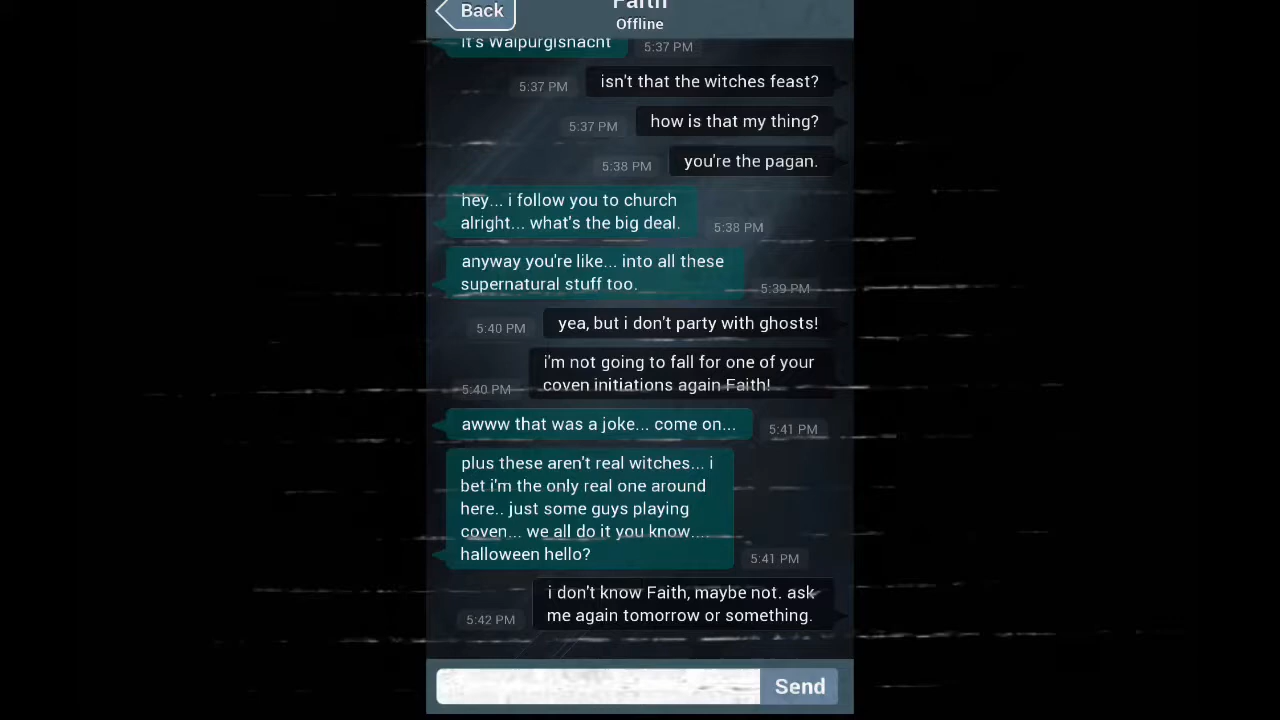 Back
Faith
Offline
it's Walpurgisnacht
5:37 PM
isn't that the witches feast?
5:37 PM
how is that my thing?
5:37 PM
you're the pagan.
5:38 PM
hey... i follow you to church
alright... what's the big deal.
5:38 PM
anyway you're like... into all these
supernatural stuff too.
5:39 PM
yea, but i don't party with ghosts!
5:40 PM
i'm not going to fall for one of your
coven initiations again Faith!
5:40 PM
awww that was a joke... come on...
5:41 PM
plus these aren't real witches... i
bet i'm the only real one around
here.. just some guys playing
coven... we all do it you know....
halloween hello?
5:41 PM
i don't know Faith, maybe not. ask
me again tomorrow or something.
5:42 PM
Send